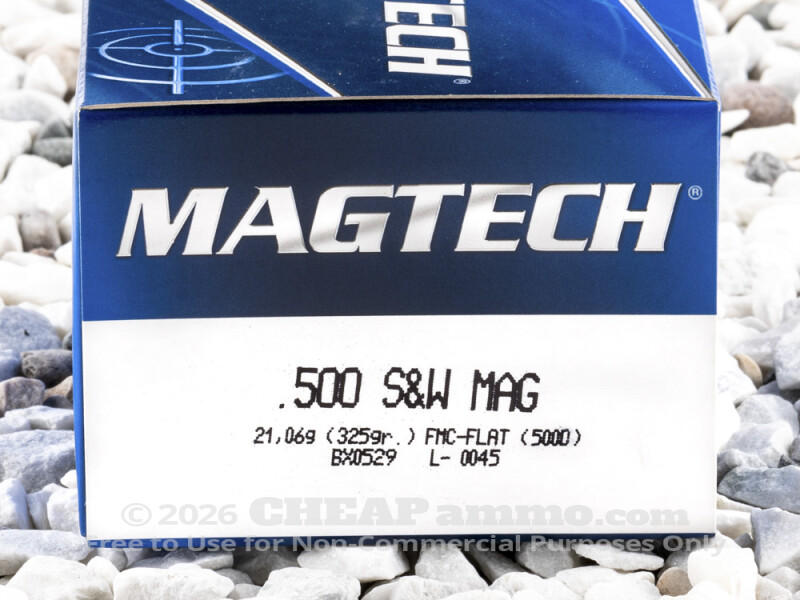 TECH®
MAGTECH®
.500 S&W MAG
21,06g (325gr.) FMC-FLAT (500D)
BX0529 L- 0045
© 2026 CHEAPammo.com
Free to Use for Non-Commercial Purposes Only